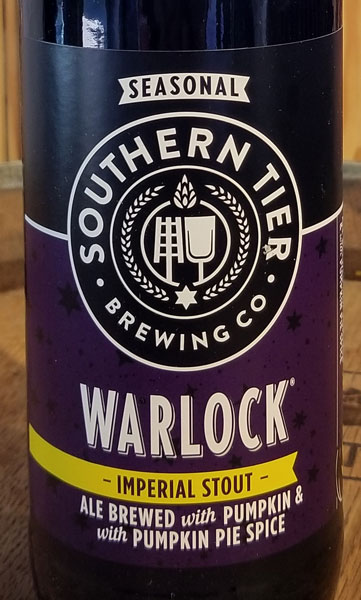 SEASONAL
SOUTHERN TIER
• BREWING CO •
WARLOCK®
- IMPERIAL STOUT -
ALE BREWED with PUMPKIN &
with PUMPKIN PIE SPICE